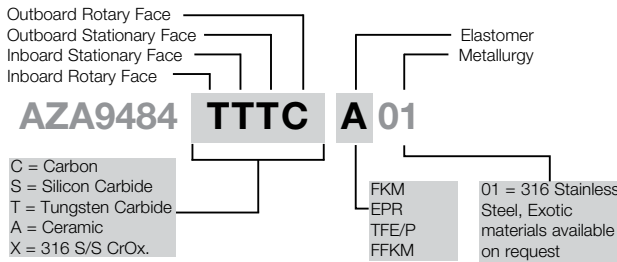 Outboard Rotary Face
Outboard Stationary Face
Inboard Stationary Face
Inboard Rotary Face
Elastomer
Metallurgy
AZA9484 TTTC A 01
C = Carbon
S = Silicon Carbide
T = Tungsten Carbide
A = Ceramic
X = 316 S/S CrOx.
FKM
EPR
TFE/P
FFKM
01 = 316 Stainless
Steel, Exotic
materials available
on request